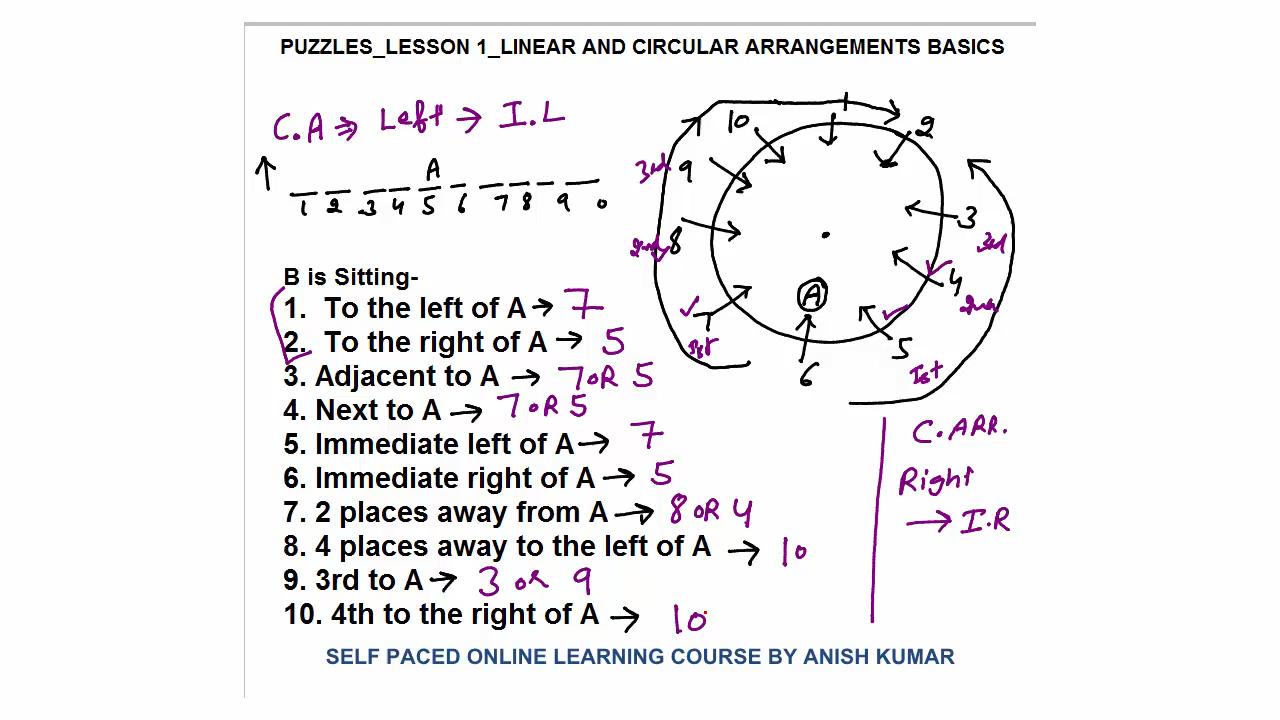 PUZZLES_LESSON 1_LINEAR AND CIRCULAR ARRANGEMENTS BASICS
C.A ⇒ Left → I.L
A
1 2 3 4 5 6 7 8 9 0
10
2
3rd 9
3
3rd
2nd 8
4
2nd
A
1st
5
1st
6
B is Sitting-
1. To the left of A → 7
2. To the right of A → 5
3. Adjacent to A → 7 OR 5
4. Next to A → 7 OR 5
5. Immediate left of A → 7
6. Immediate right of A → 5
7. 2 places away from A → 8 OR 4
8. 4 places away to the left of A → 10
9. 3rd to A → 3 OR 9
10. 4th to the right of A → 10
C. ARR.
Right
→ I.R
SELF PACED ONLINE LEARNING COURSE BY ANISH KUMAR